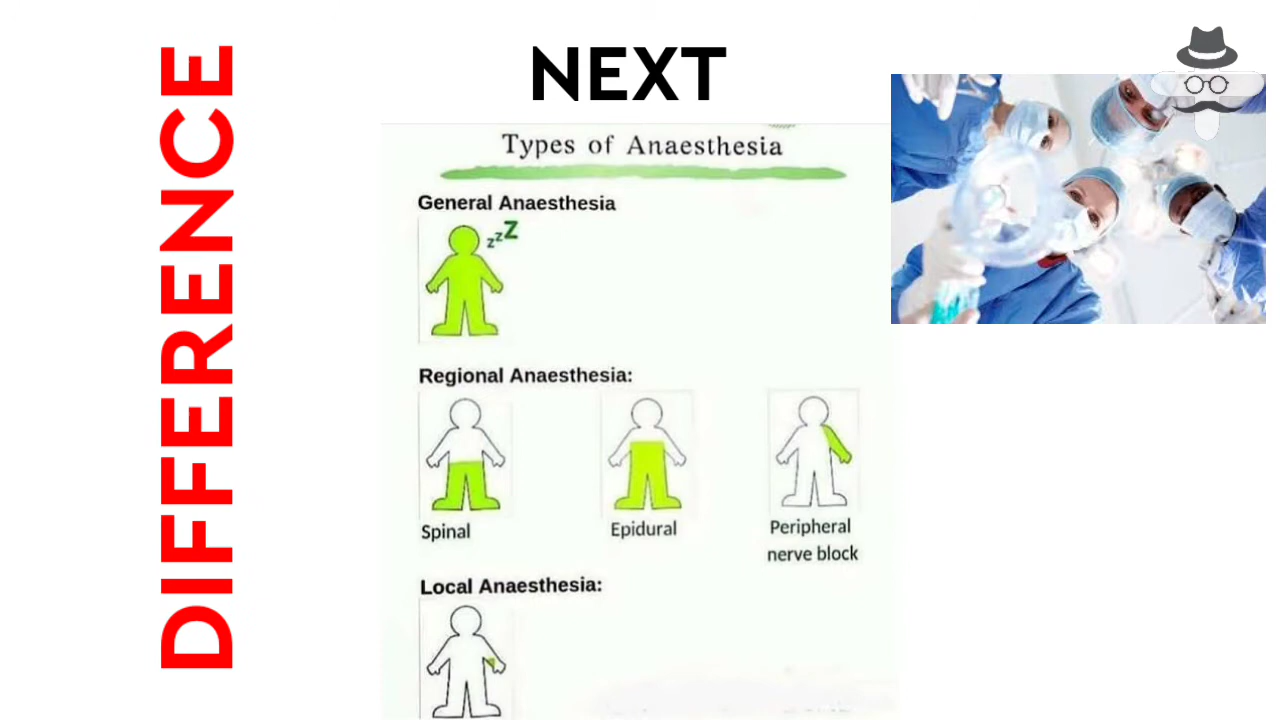 DIFFERENCE
NEXT
Types of Anaesthesia
General Anaesthesia
zzZ
Regional Anaesthesia:
Spinal
Epidural
Peripheral
nerve block
Local Anaesthesia: